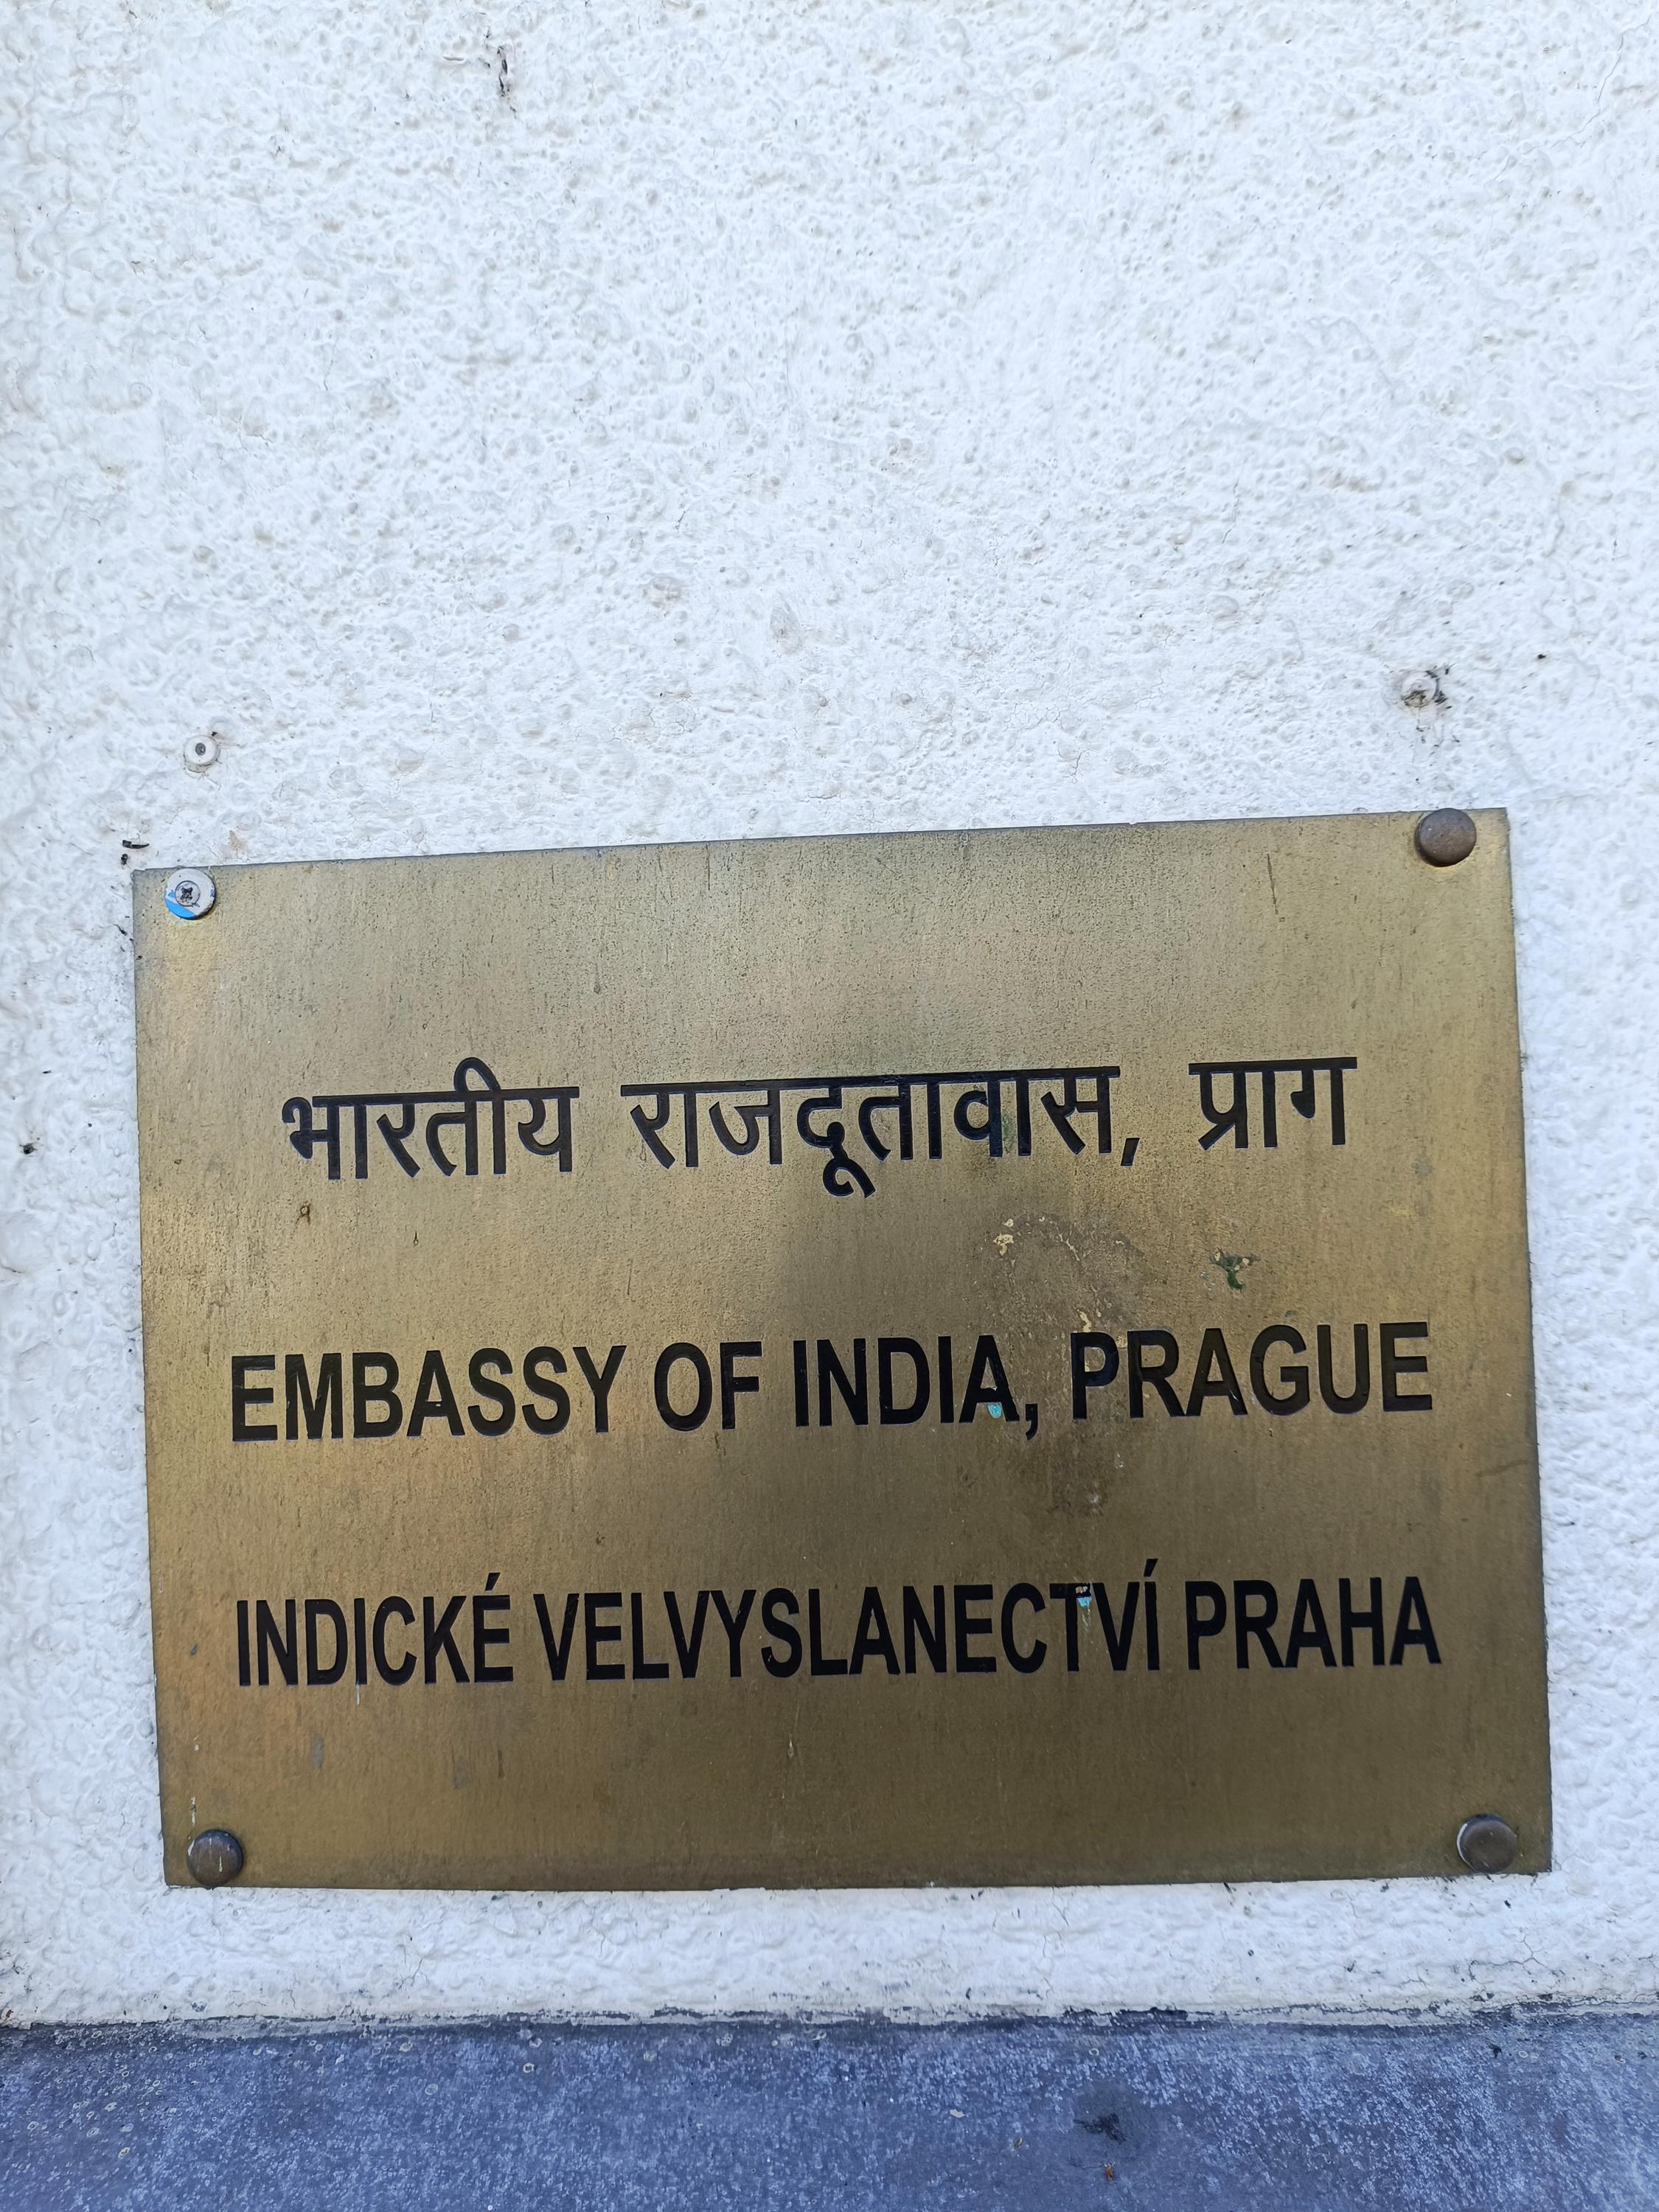 भारतीय राजदूतावास, प्राग
EMBASSY OF INDIA, PRAGUE
INDICKÉ VELVYSLANECTVÍ PRAHA